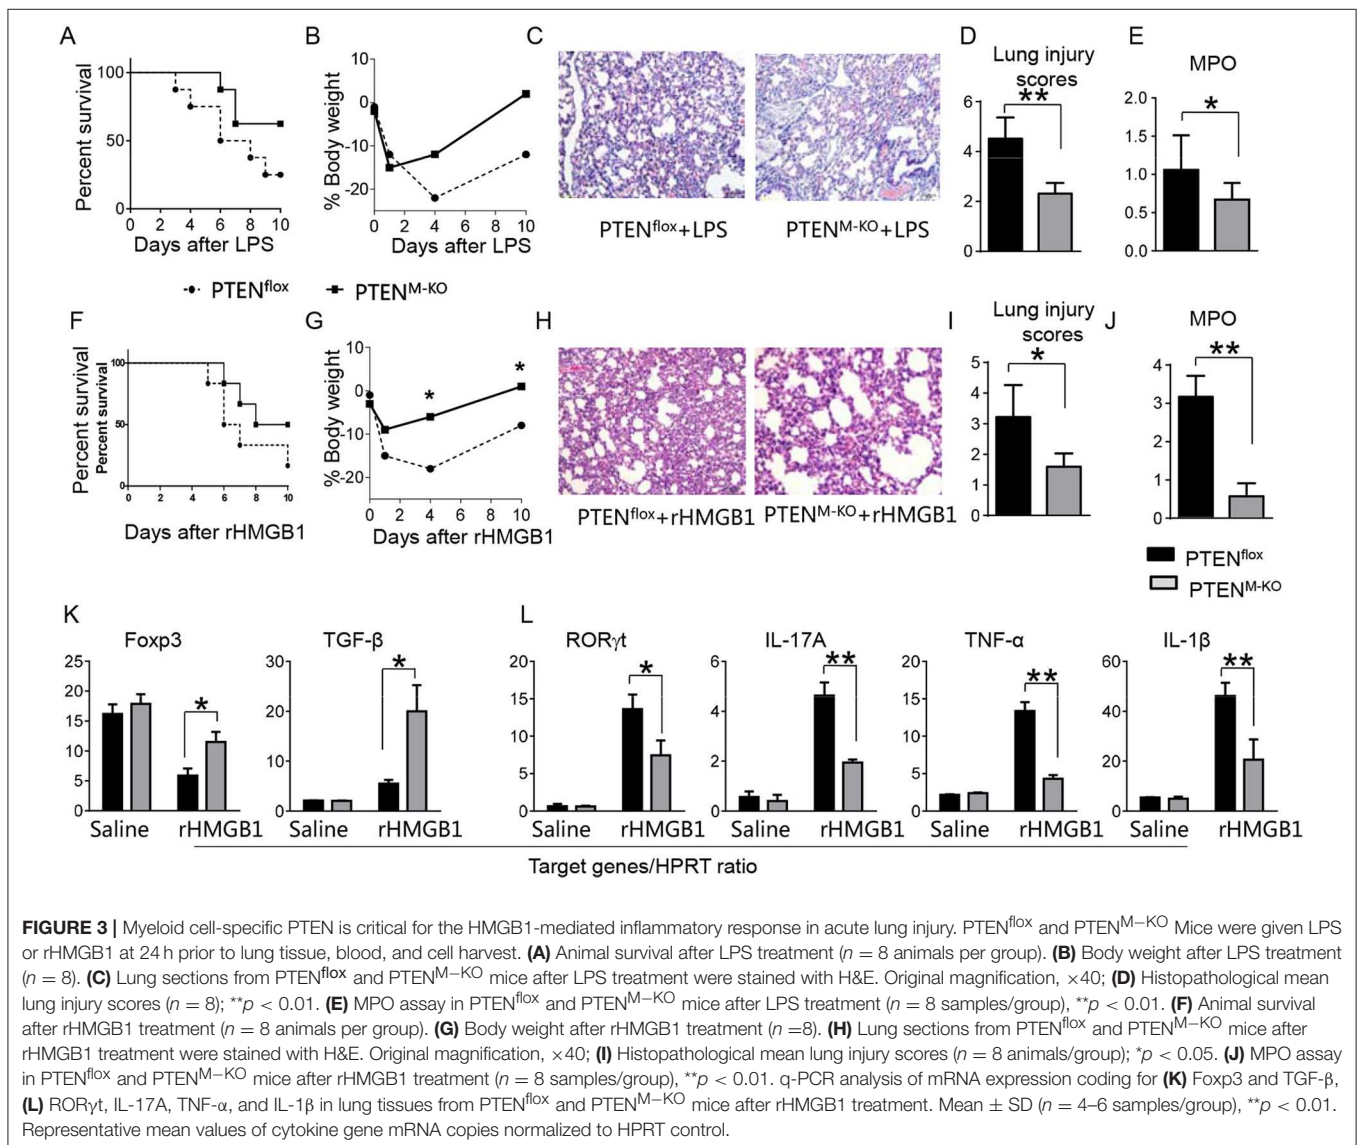 A
B
C
D
E
Percent survival
100
50
0
0 2 4 6 8 10
Days after LPS
% Body weight
10
0
-10
-20
0 2 4 6 8 10
Days after LPS
PTENflox+LPS
PTENM-KO+LPS
Lung injury
scores
**
6
4
2
0
MPO
*
2.0
1.5
1.0
0.5
0.0
PTENflox
PTENM-KO
F
G
H
I
J
Percent survival
Percent survival
100
50
0
0 2 4 6 8 10
Days after rHMGB1
% Body weight
10
0
-10
-20
*
*
0 2 4 6 8 10
Days after rHMGB1
PTENflox+rHMGB1
PTENM-KO+rHMGB1
Lung injury
scores
*
5
4
3
2
1
0
MPO
**
4
3
2
1
0
PTENflox
PTENM-KO
K
L
Foxp3
25
20
15
10
5
0
*
Saline rHMGB1
TGF-β
30
20
10
0
*
Saline rHMGB1
RORγt
20
15
10
5
0
*
Saline rHMGB1
IL-17A
6
4
2
0
**
Saline rHMGB1
TNF-α
20
15
10
5
0
**
Saline rHMGB1
IL-1β
60
40
20
0
**
Saline rHMGB1
Target genes/HPRT ratio
FIGURE 3 | Myeloid cell-specific PTEN is critical for the HMGB1-mediated inflammatory response in acute lung injury. PTENflox and PTENM−KO Mice were given LPS
or rHMGB1 at 24 h prior to lung tissue, blood, and cell harvest. (A) Animal survival after LPS treatment (n = 8 animals per group). (B) Body weight after LPS treatment
(n = 8). (C) Lung sections from PTENflox and PTENM−KO mice after LPS treatment were stained with H&E. Original magnification, ×40; (D) Histopathological mean
lung injury scores (n = 8); **p < 0.01. (E) MPO assay in PTENflox and PTENM−KO mice after LPS treatment (n = 8 samples/group), **p < 0.01. (F) Animal survival
after rHMGB1 treatment (n = 8 animals per group). (G) Body weight after rHMGB1 treatment (n =8). (H) Lung sections from PTENflox and PTENM−KO mice after
rHMGB1 treatment were stained with H&E. Original magnification, ×40; (I) Histopathological mean lung injury scores (n = 8 animals/group); *p < 0.05. (J) MPO assay
in PTENflox and PTENM−KO mice after rHMGB1 treatment (n = 8 samples/group), **p < 0.01. q-PCR analysis of mRNA expression coding for (K) Foxp3 and TGF-β,
(L) RORγt, IL-17A, TNF-α, and IL-1β in lung tissues from PTENflox and PTENM−KO mice after rHMGB1 treatment. Mean ± SD (n = 4–6 samples/group), **p < 0.01.
Representative mean values of cytokine gene mRNA copies normalized to HPRT control.